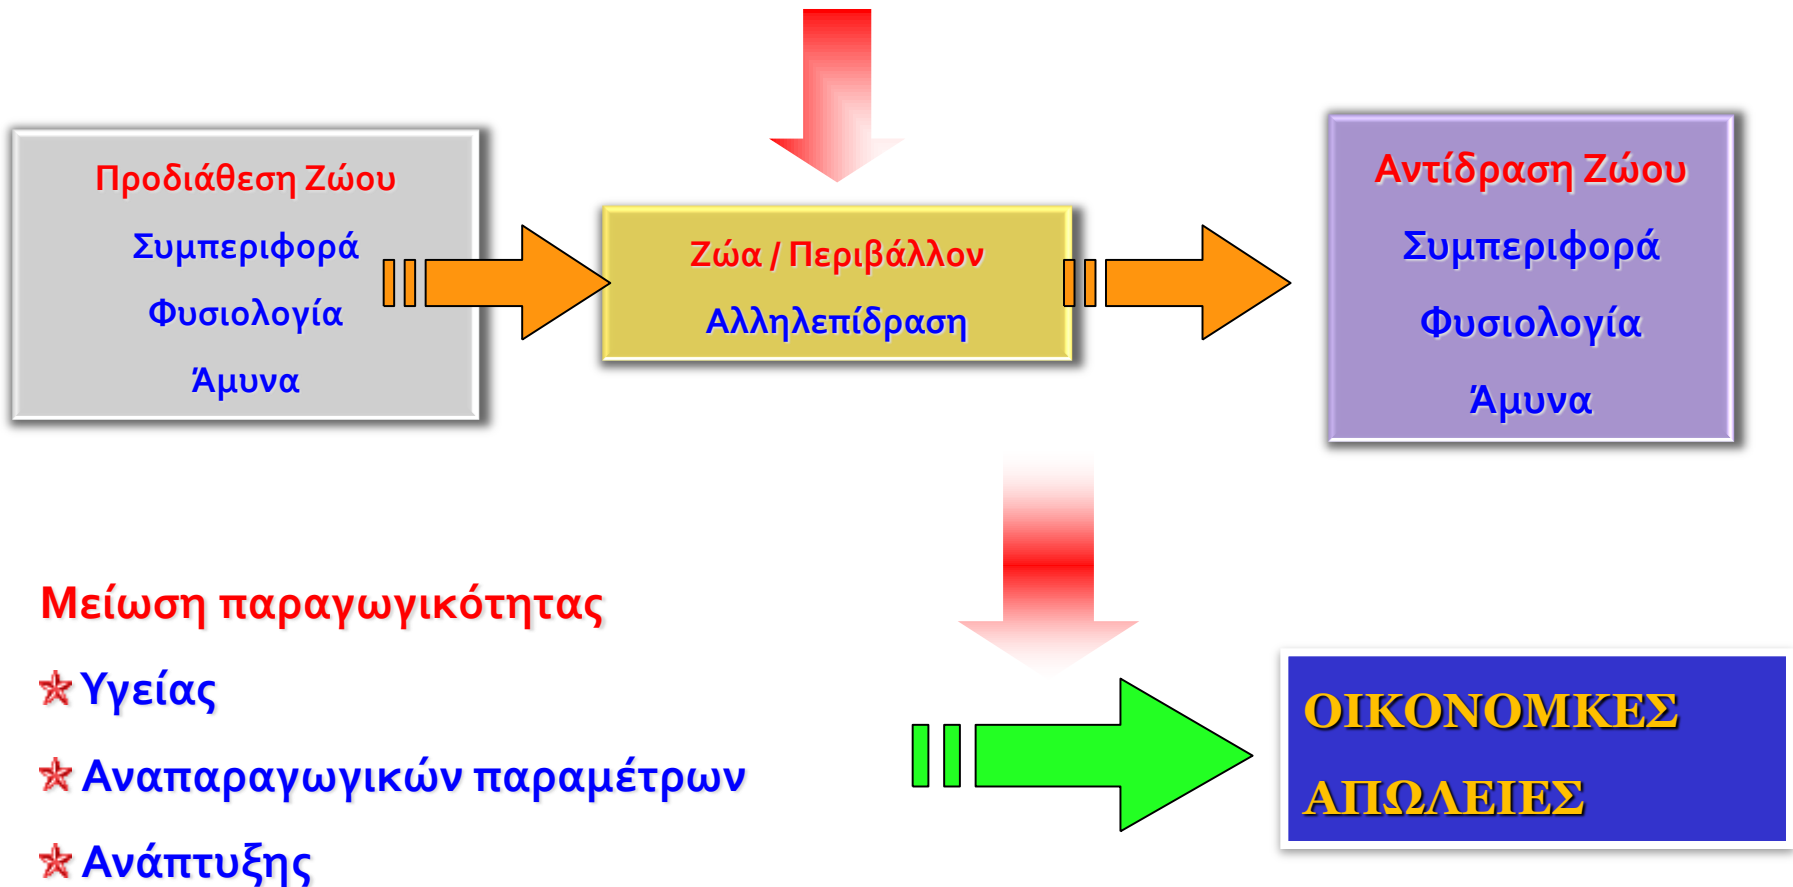 Προδιάθεση Ζώου
Συμπεριφορά
Φυσιολογία
Άμυνα
Ζώα / Περιβάλλον
Αλληλεπίδραση
Αντίδραση Ζώου
Συμπεριφορά
Φυσιολογία
Άμυνα
Μείωση παραγωγικότητας
Υγείας
Αναπαραγωγικών παραμέτρων
Ανάπτυξης
ΟΙΚΟΝΟΜΚΕΣ
ΑΠΩΛΕΙΕΣ